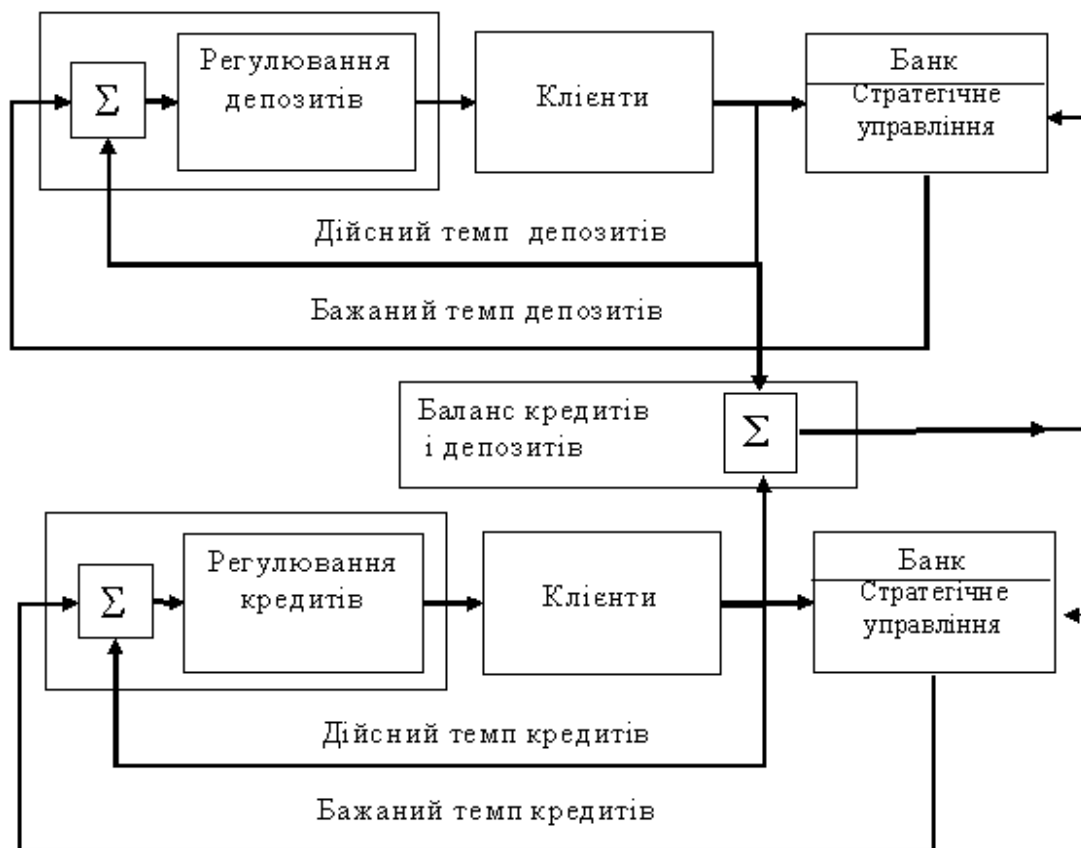 Регулювання
депозитів
Σ
Клієнти
Банк
Стратегічне
управління
Дійсний темп депозитів
Бажаний темп депозитів
Баланс кредитів
і депозитів
Σ
Регулювання
кредитів
Σ
Клієнти
Банк
Стратегічне
управління
Дійсний темп кредитів
Бажаний темп кредитів